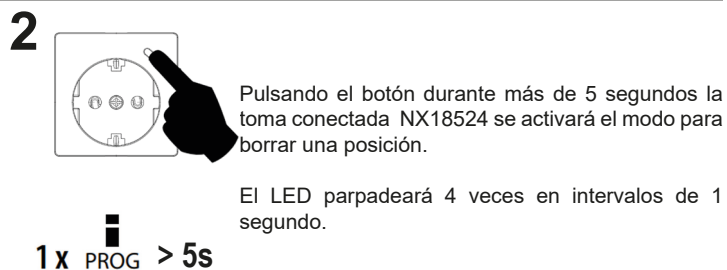 2
Pulsando el botón durante más de 5 segundos la
toma conectada NX18524 se activará el modo para
borrar una posición.
El LED parpadeará 4 veces en intervalos de 1
segundo.
1 x PROG > 5s